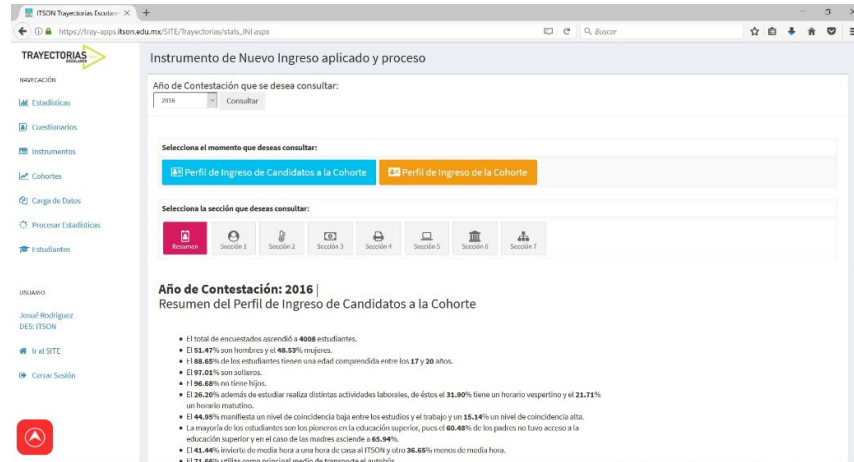 ITSON Trayectorias Escolare
https://tray-apps.itson.edu.mx/SITE/Trayectorias/stats_INI.aspx
Buscar
TRAYECTORIAS
ESCOLARES
NAVEGACIÓN
Estadísticas
Cuestionarios
Instrumentos
Cohortes
Carga de Datos
Procesar Estadísticas
Estudiantes
USUARIO
Josué Rodríguez
DES: ITSON
Ir al SITE
Cerrar Sesión
Instrumento de Nuevo Ingreso aplicado y proceso
Año de Contestación que se desea consultar:
2016 Consultar
Selecciona el momento que deseas consultar:
Perfil de Ingreso de Candidatos a la Cohorte Perfil de Ingreso de la Cohorte
Selecciona la sección que deseas consultar:
Resumen Sección 1 Sección 2 Sección 3 Sección 4 Sección 5 Sección 6 Sección 7
Año de Contestación: 2016 |
Resumen del Perfil de Ingreso de Candidatos a la Cohorte
• El total de encuestados ascendió a 4008 estudiantes.
• El 51.47% son hombres y el 48.53% mujeres.
• El 88.65% de los estudiantes tienen una edad comprendida entre los 17 y 20 años.
• El 97.01% son solteros.
• El 96.68% no tiene hijos.
• El 26.20% además de estudiar realiza distintas actividades laborales, de éstos el 31.90% tiene un horario vespertino y el 21.71%
un horario matutino.
• El 44.95% manifiesta un nivel de coincidencia baja entre los estudios y el trabajo y un 15.14% un nivel de coincidencia alta.
• La mayoría de los estudiantes son los pioneros en la educación superior, pues el 60.48% de los padres no tuvo acceso a la
educación superior y en el caso de las madres asciende a 65.94%.
• El 41.44% invierte de media hora a una hora de casa al ITSON y otro 36.65% menos de media hora.
• El 71.66% utiliza como principal medio de transporte el autobús.